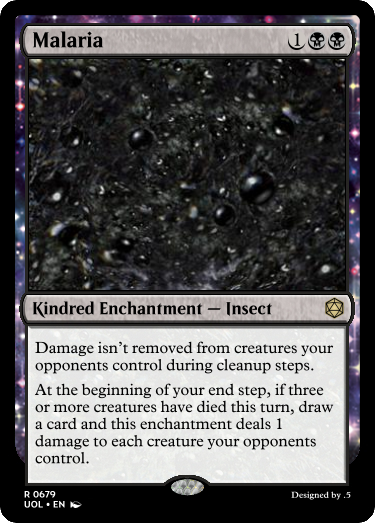 Malaria 1
Kindred Enchantment — Insect
Damage isn't removed from creatures your
opponents control during cleanup steps.
At the beginning of your end step, if three
or more creatures have died this turn, draw
a card and this enchantment deals 1
damage to each creature your opponents
control.
R 0679
UOL • EN
Designed by .5